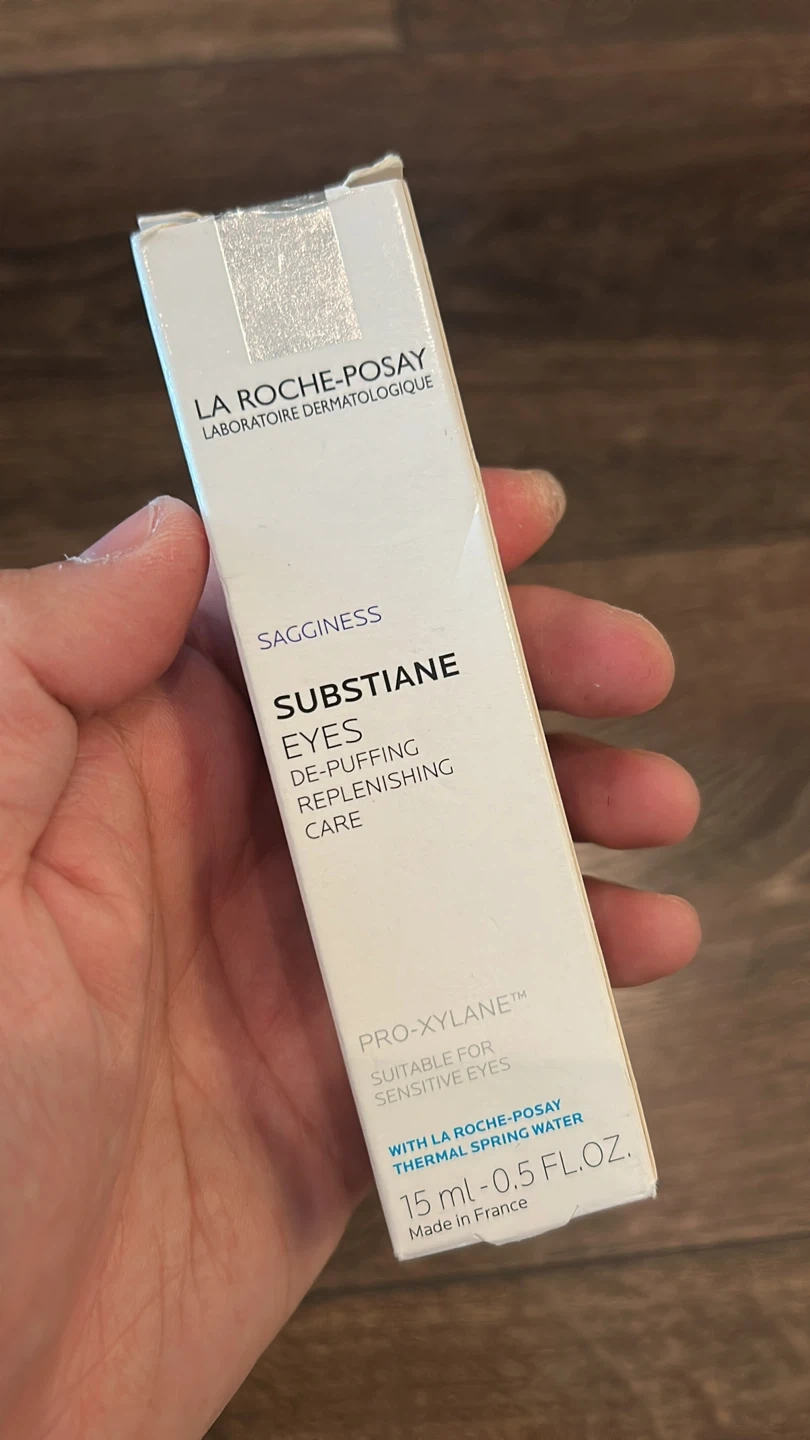 LA ROCHE-POSAY
LABORATOIRE DERMATOLOGIQUE
SAGGINESS
SUBSTIANE
EYES
DE-PUFFING
REPLENISHING
CARE
PRO-XYLANE™
SUITABLE FOR
SENSITIVE EYES
WITH LA ROCHE-POSAY
THERMAL SPRING WATER
15 ml - 0.5 FL.OZ.
Made in France